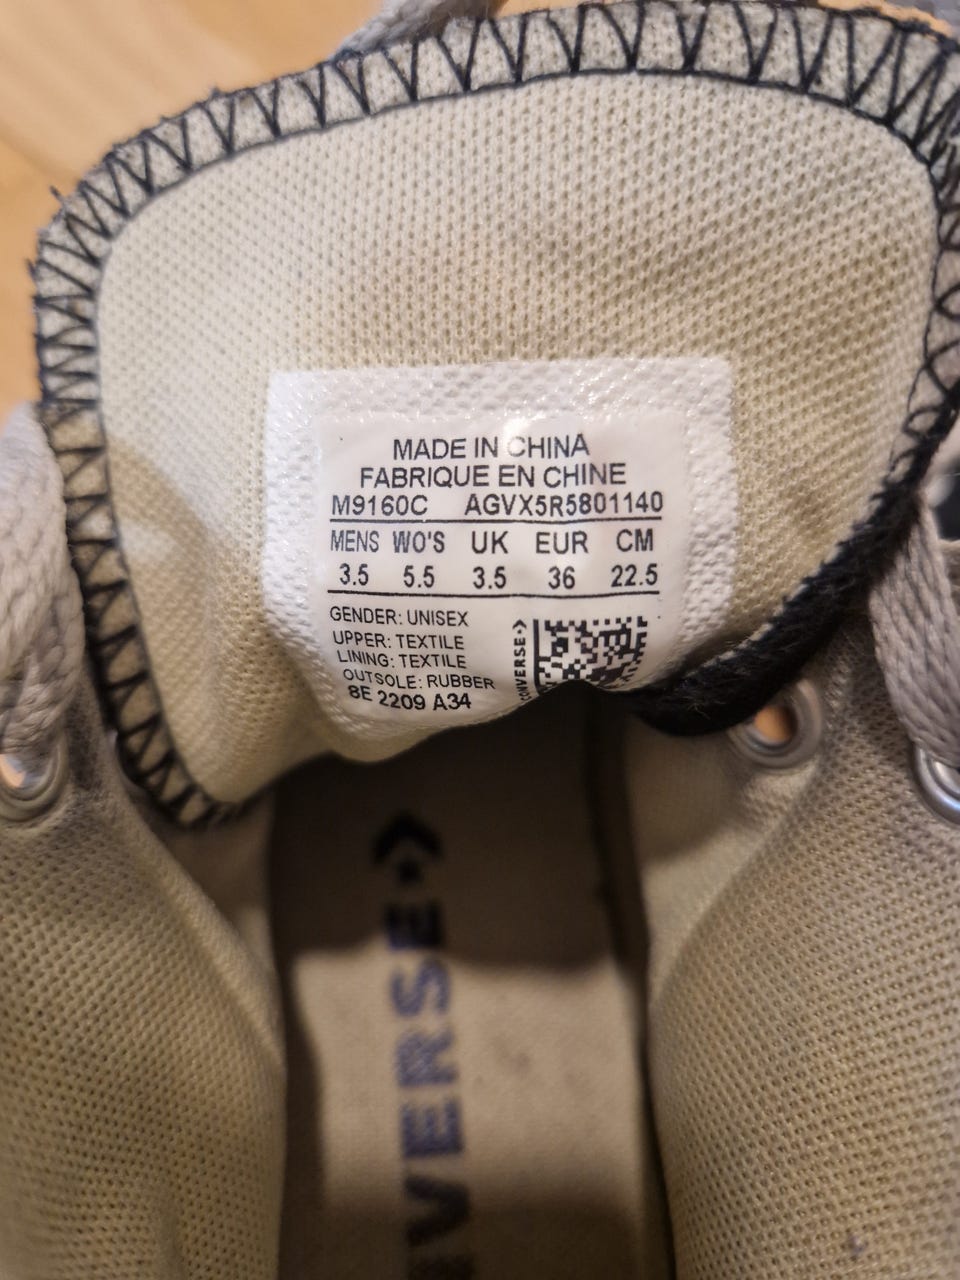 MADE IN CHINA
FABRIQUE EN CHINE
M9160C AGVX5R5801140
MENS WO'S UK EUR CM
3.5 5.5 3.5 36 22.5
GENDER: UNISEX
UPPER: TEXTILE
LINING: TEXTILE
OUTSOLE: RUBBER
8E 2209 A34
CONVERSE
VERSE